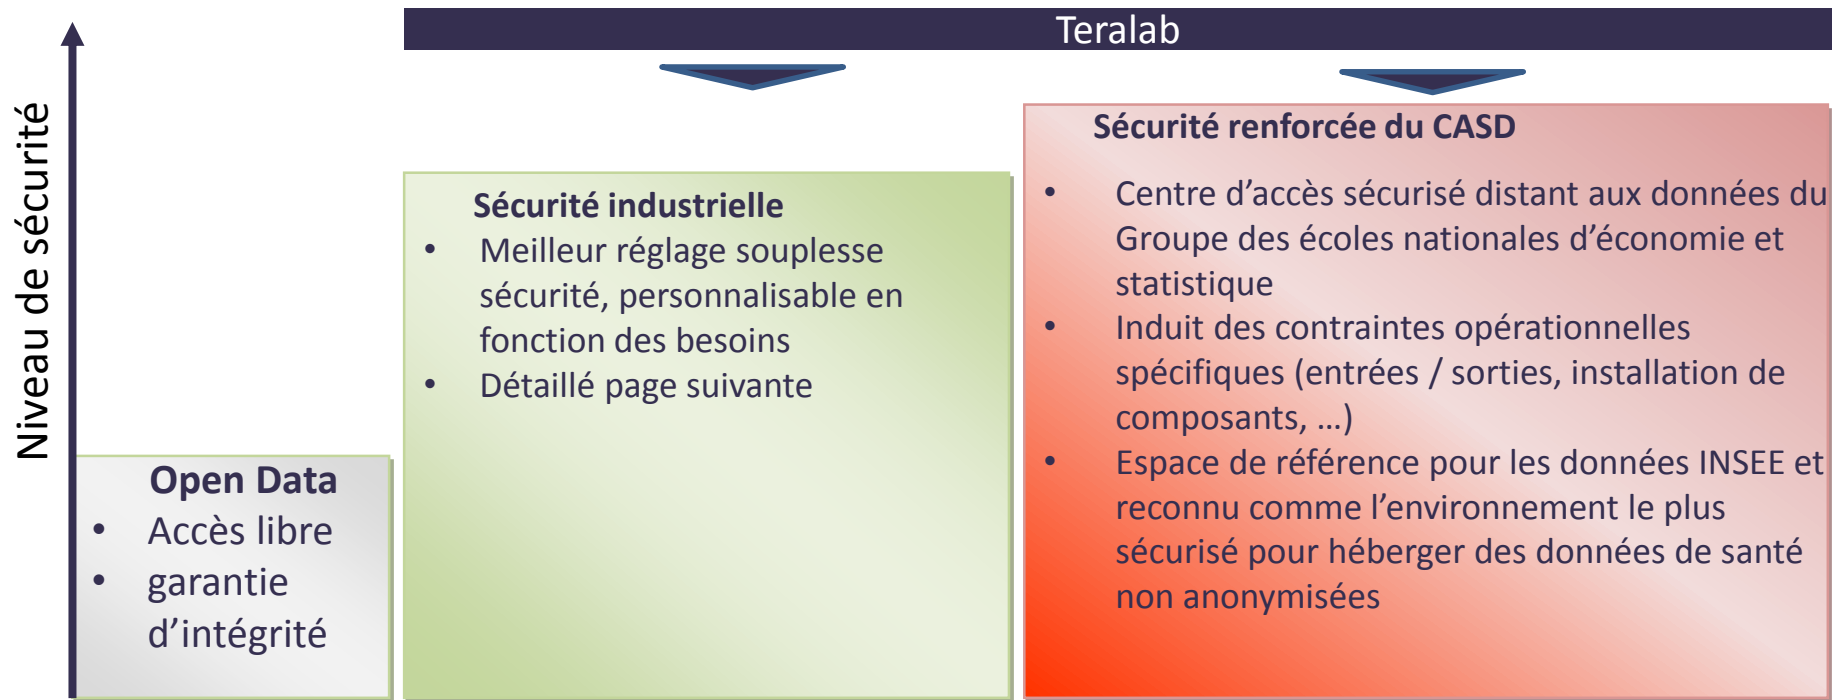 Teralab
Niveau de sécurité
Open Data
• Accès libre
• garantie
d’intégrité
Sécurité industrielle
• Meilleur réglage souplesse
sécurité, personnalisable en
fonction des besoins
• Détaillé page suivante
Sécurité renforcée du CASD
• Centre d’accès sécurisé distant aux données du
Groupe des écoles nationales d’économie et
statistique
• Induit des contraintes opérationnelles
spécifiques (entrées / sorties, installation de
composants, …)
• Espace de référence pour les données INSEE et
reconnu comme l’environnement le plus
sécurisé pour héberger des données de santé
non anonymisées